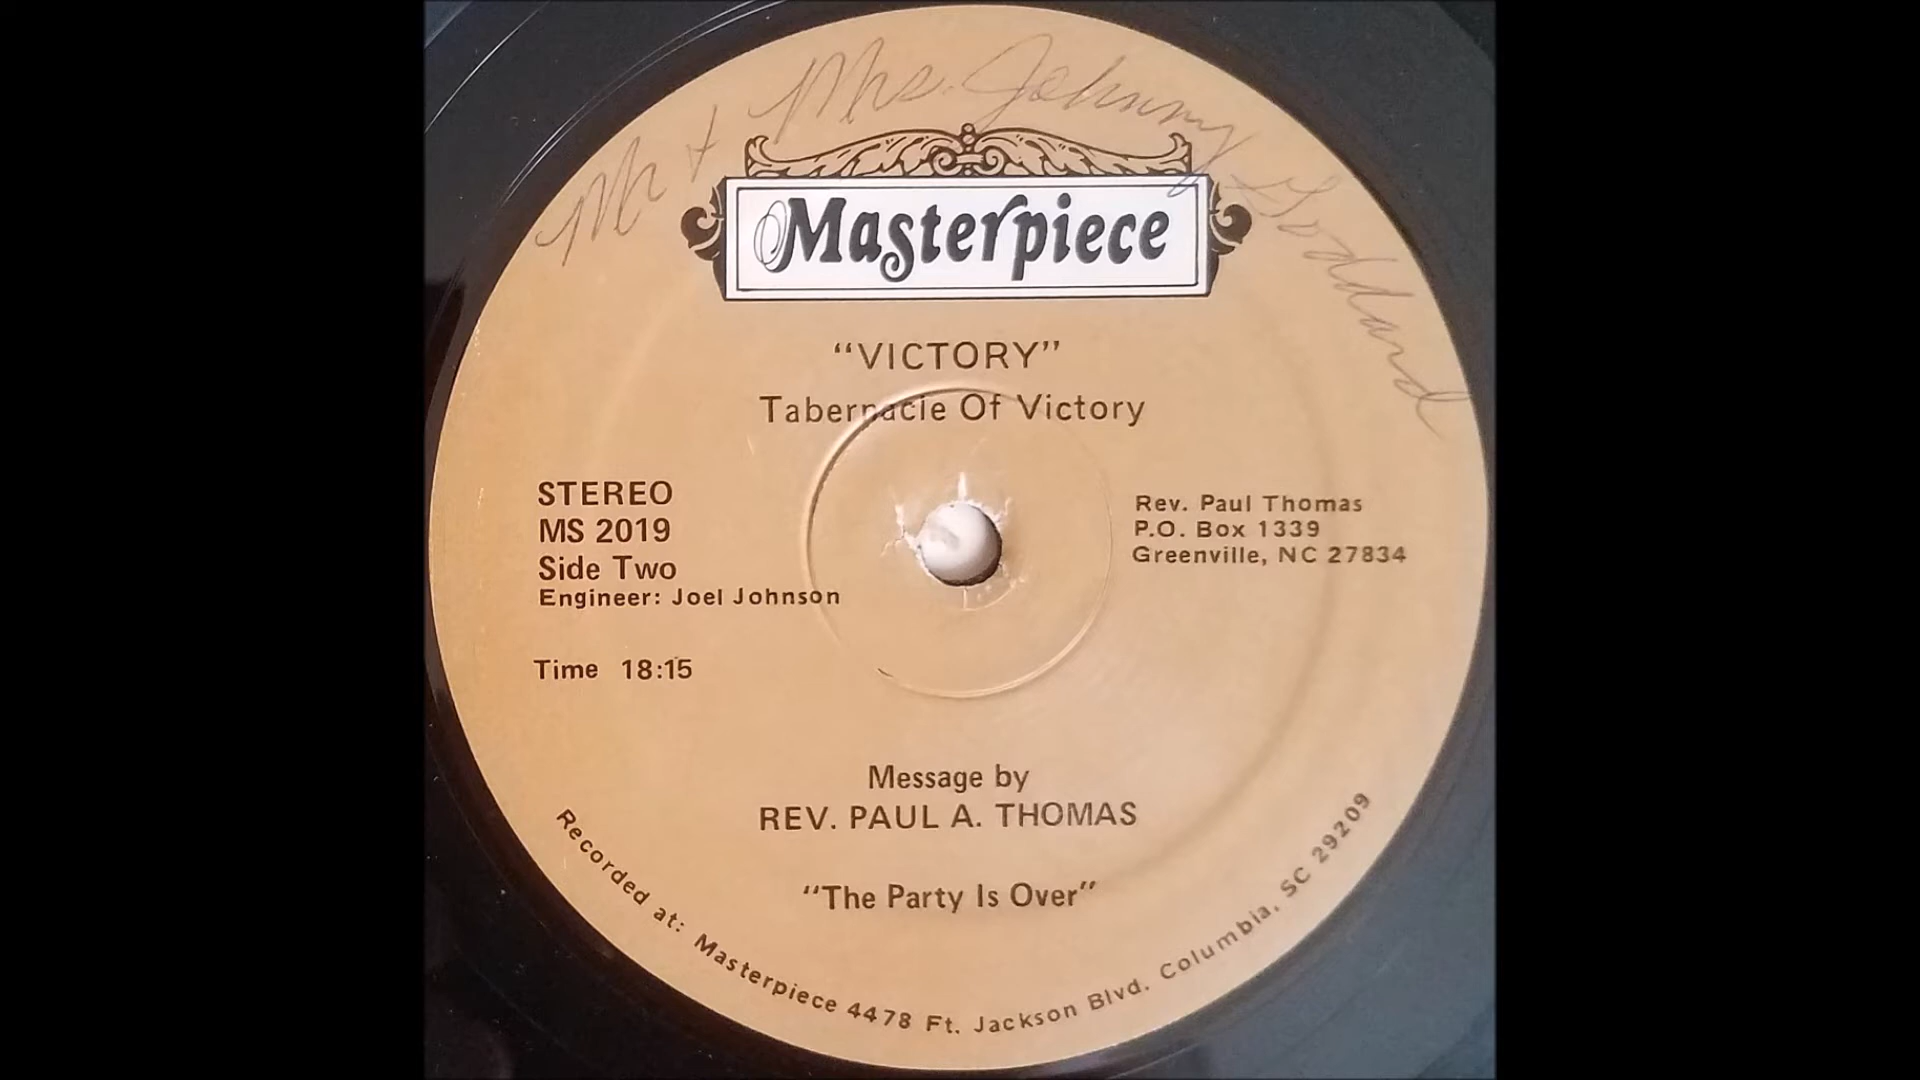 Mr + Mrs. Johnny Goddard
Masterpiece
“VICTORY”
Tabernacle Of Victory
STEREO
MS 2019
Side Two
Engineer: Joel Johnson
Time 18:15
Rev. Paul Thomas
P.O. Box 1339
Greenville, NC 27834
Message by
REV. PAUL A. THOMAS
“The Party Is Over”
Recorded at: Masterpiece 4478 Ft. Jackson Blvd. Columbia, SC 29209